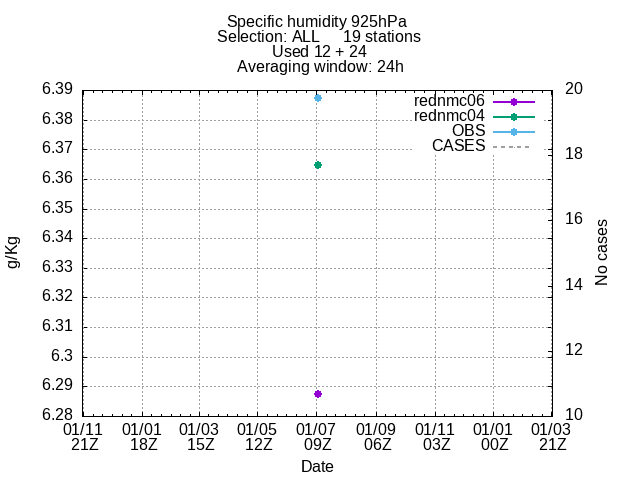 Specific humidity 925hPa
Selection: ALL 19 stations
Used 12 + 24
Averaging window: 24h
6.39
6.38
6.37
6.36
6.35
6.34
6.33
6.32
6.31
6.3
6.29
6.28
g/Kg
rednmc06
rednmc04
OBS
CASES
20
18
16
14
12
10
No cases
01/11 01/01 01/03 01/05 01/07 01/09 01/11 01/01 01/03
21Z 18Z 15Z 12Z 09Z 06Z 03Z 00Z 21Z
Date